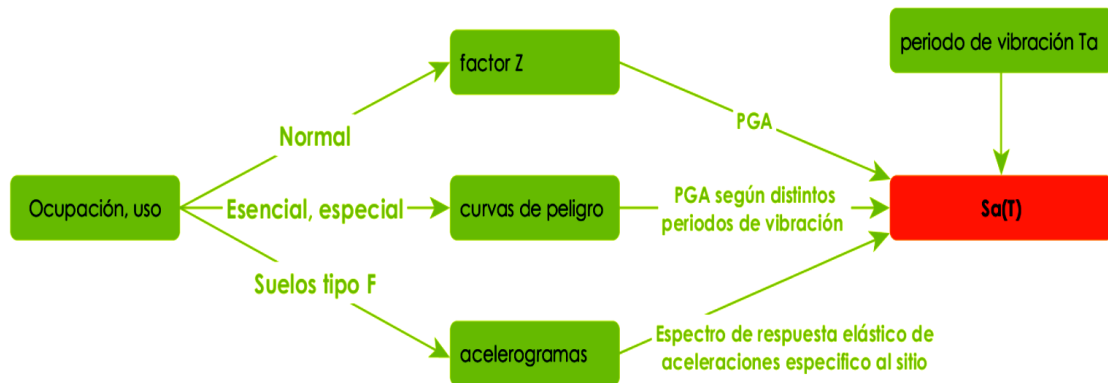 periodo de vibración Ta
factor Z
PGA
Normal
Ocupación, uso
Esencial, especial
curvas de peligro
PGA según distintos
periodos de vibración
Sa(T)
Suelos tipo F
acelerogramas
Espectro de respuesta elástico de
aceleraciones especifico al sitio